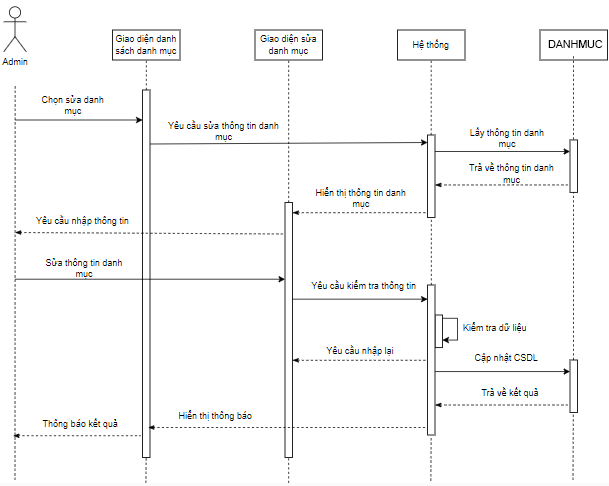 Giao diện danh
sách danh mục
Giao diện sửa
danh mục
Hệ thống
DANHMUC
Admin
Chọn sửa danh
mục
Yêu cầu sửa thông tin danh
mục
Lấy thông tin danh
mục
Trả về thông tin danh
mục
Hiển thị thông tin danh
mục
Yêu cầu nhập thông tin
Sửa thông tin danh
mục
Yêu cầu kiểm tra thông tin
Kiểm tra dữ liệu
Yêu cầu nhập lại
Cập nhật CSDL
Trả về kết quả
Hiển thị thông báo
Thông báo kết quả